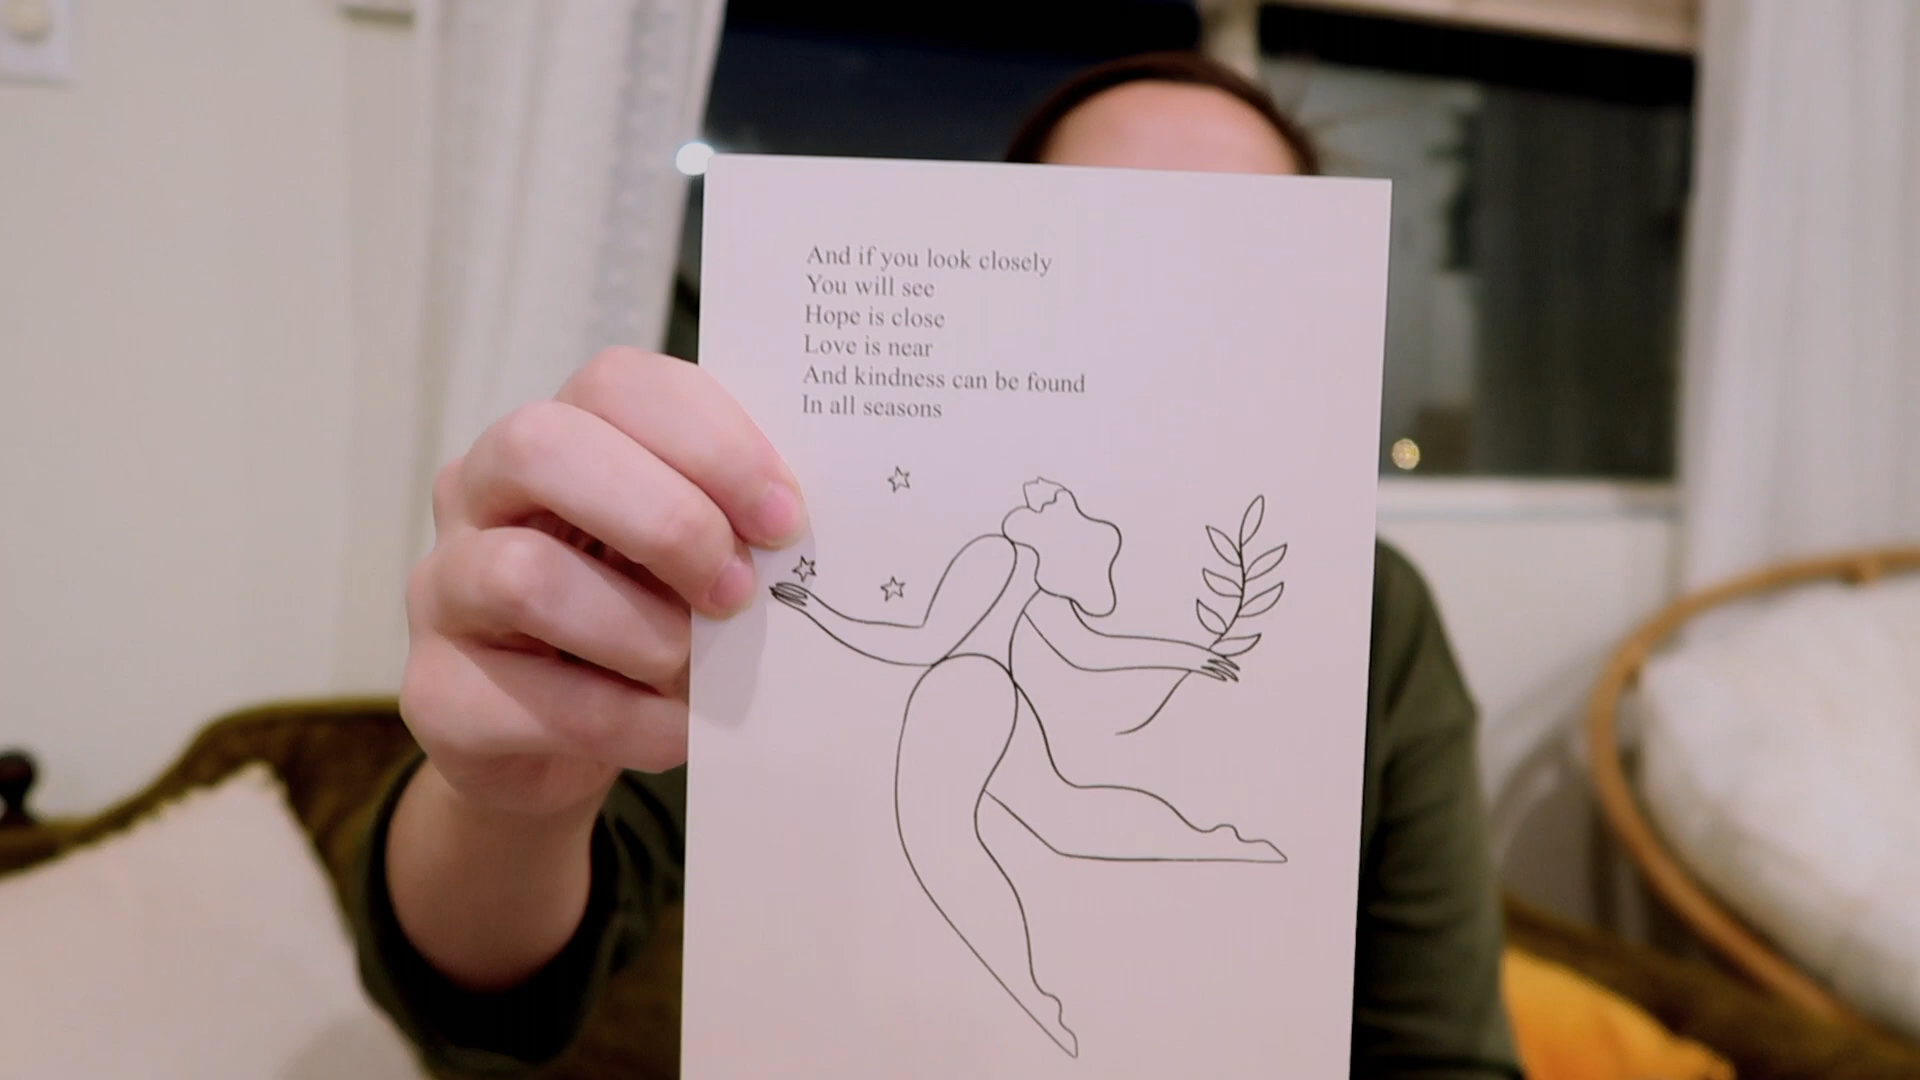 And if you look closely
You will see
Hope is close
Love is near
And kindness can be found
In all seasons